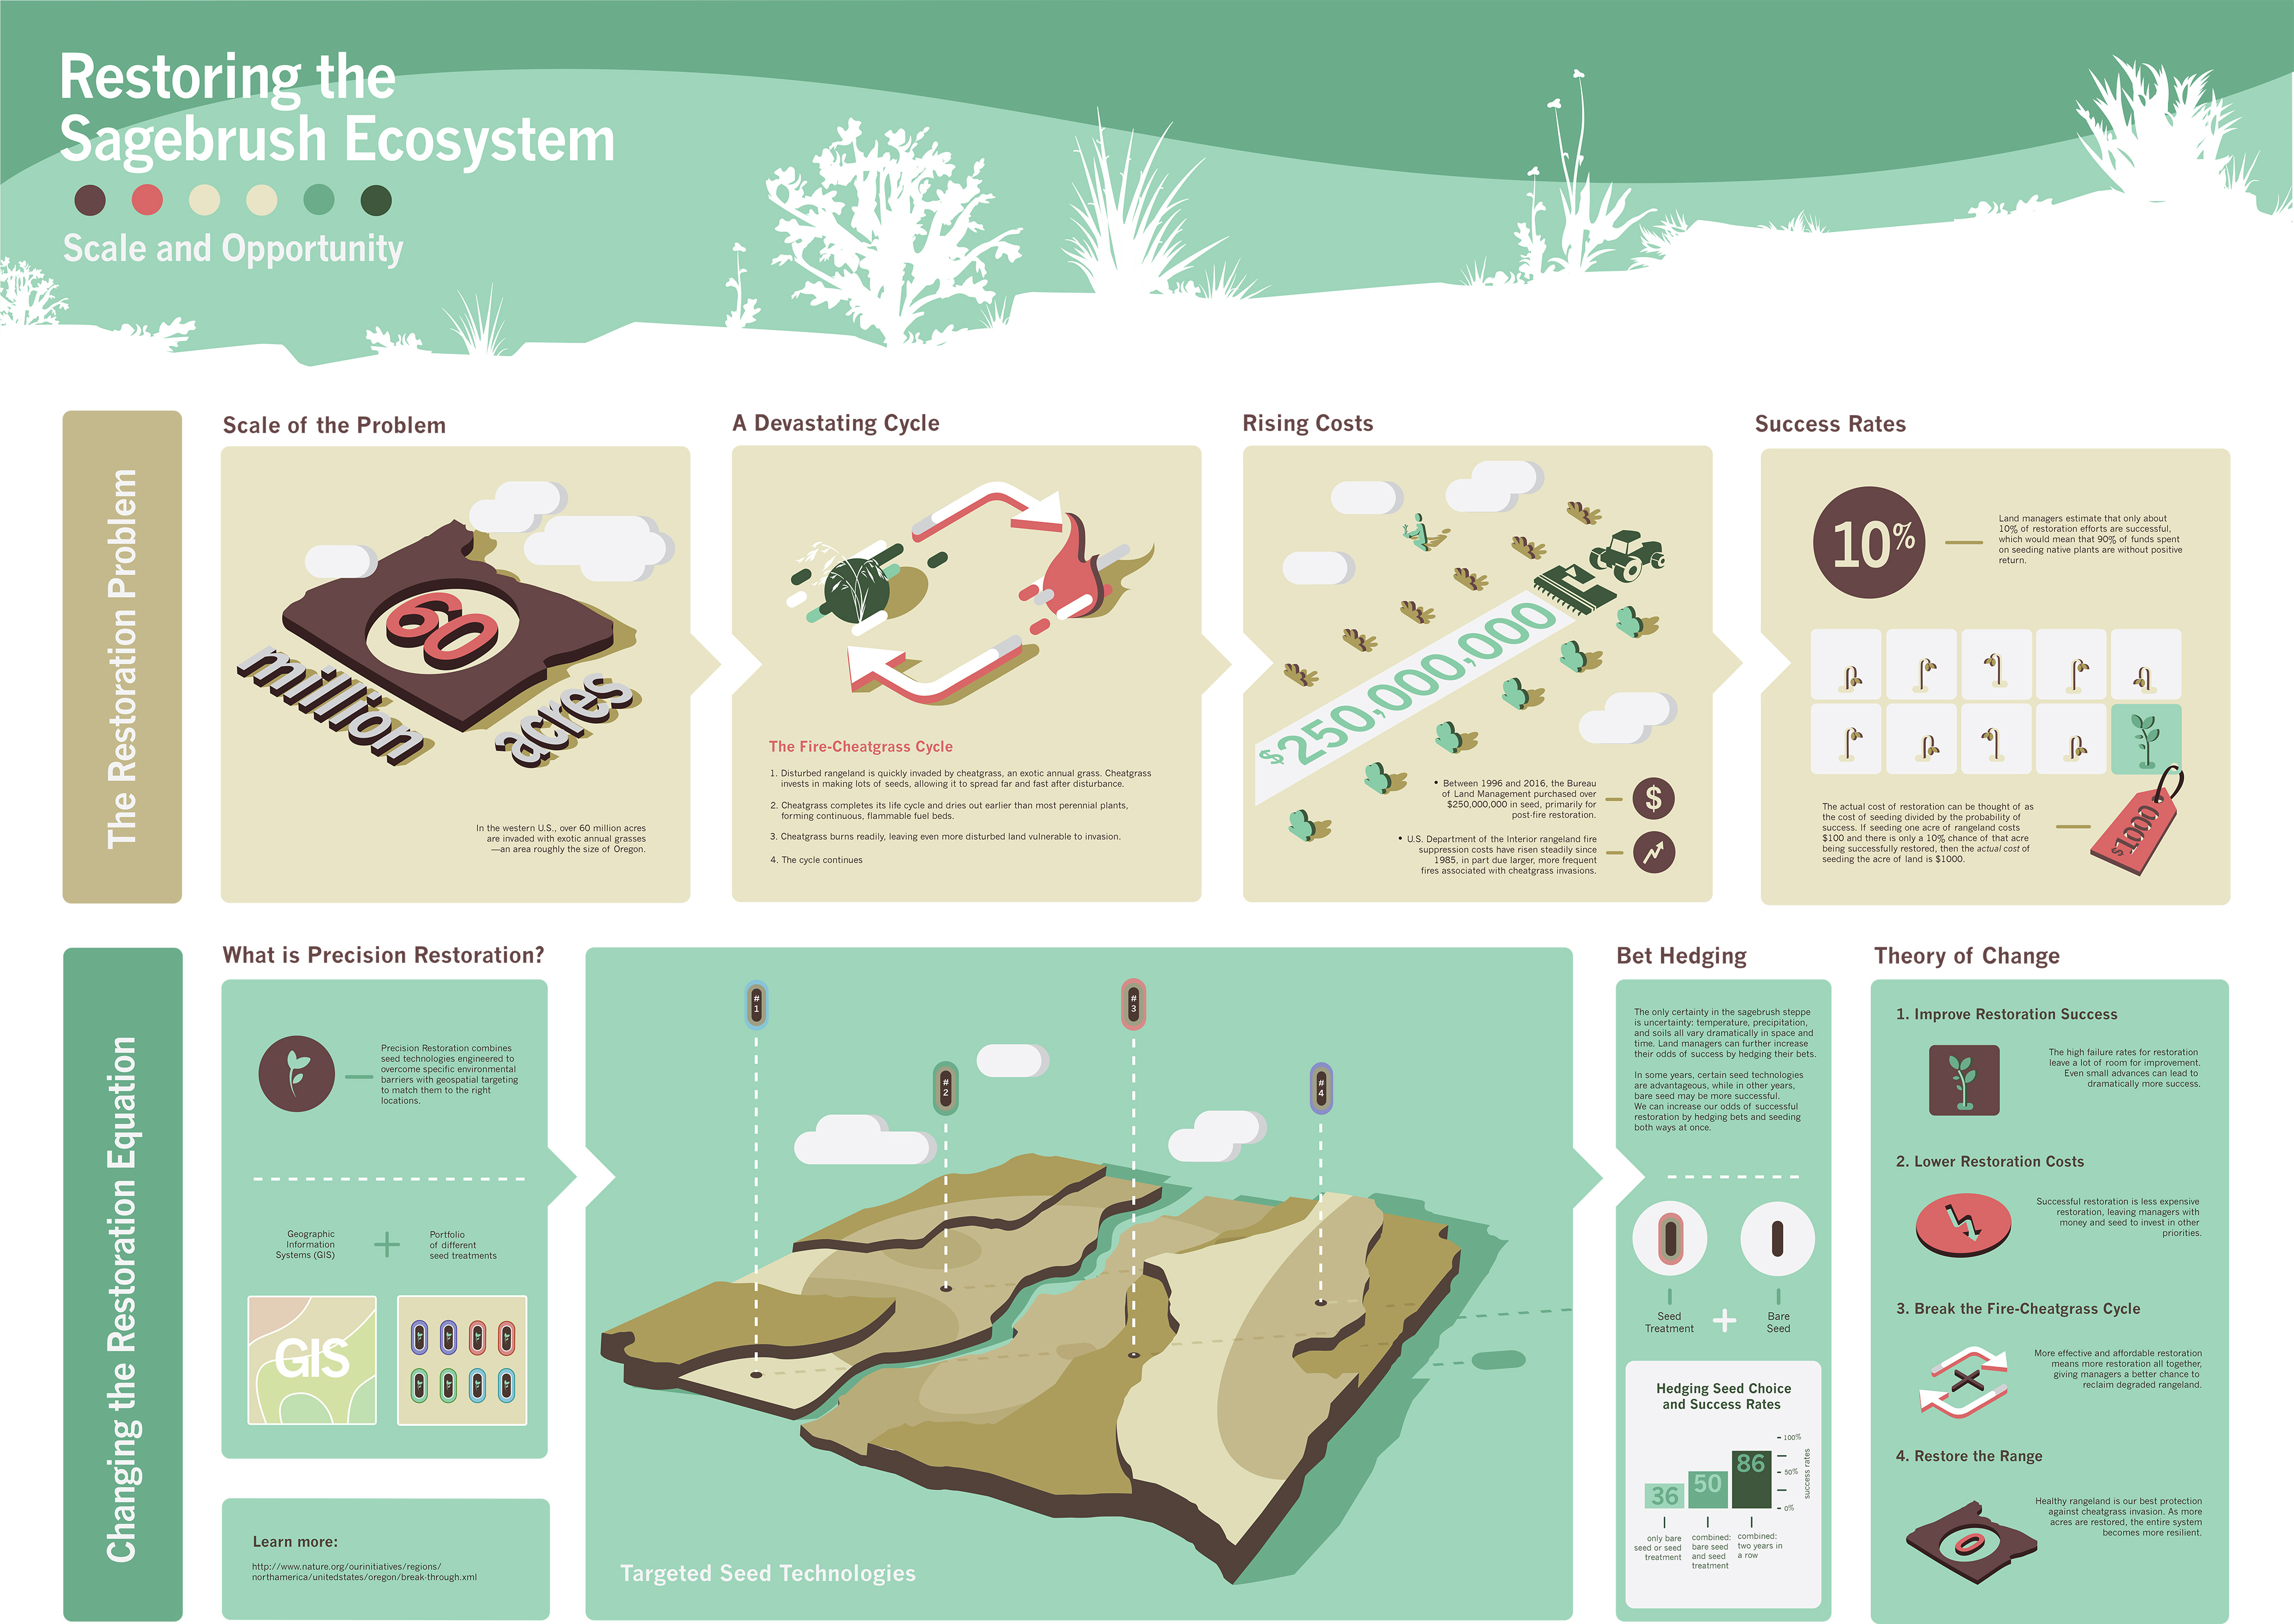 Restoring the
Sagebrush Ecosystem
Scale and Opportunity
The Restoration Problem
Scale of the Problem
60
million
acres
In the western U.S., over 60 million acres
are invaded with exotic annual grasses
—an area roughly the size of Oregon.
A Devastating Cycle
The Fire-Cheatgrass Cycle
1. Disturbed rangeland is quickly invaded by cheatgrass, an exotic annual grass. Cheatgrass
invests in making lots of seeds, allowing it to spread far and fast after disturbance.
2. Cheatgrass completes its life cycle and dries out earlier than most perennial plants,
forming continuous, flammable fuel beds.
3. Cheatgrass burns readily, leaving even more disturbed land vulnerable to invasion.
4. The cycle continues
Rising Costs
$250,000,000
• Between 1996 and 2016, the Bureau
of Land Management purchased over
$250,000,000 in seed, primarily for
post-fire restoration.
$
• U.S. Department of the Interior rangeland fire
suppression costs have risen steadily since
1985, in part due larger, more frequent
fires associated with cheatgrass invasions.
Success Rates
10%
Land managers estimate that only about
10% of restoration efforts are successful,
which would mean that 90% of funds spent
on seeding native plants are without positive
return.
The actual cost of restoration can be thought of as
the cost of seeding divided by the probability of
success. If seeding one acre of rangeland costs
$100 and there is only a 10% chance of that acre
being successfully restored, then the actual cost of
seeding the acre of land is $1000.
$1000
Changing the Restoration Equation
What is Precision Restoration?
Precision Restoration combines
seed technologies engineered to
overcome specific environmental
barriers with geospatial targeting
to match them to the right
locations.
Geographic
Information
Systems (GIS)
+
Portfolio
of different
seed treatments
GIS
Learn more:
http://www.nature.org/ourinitiatives/regions/
northamerica/unitedstates/oregon/break-through.xml
#1
#2
#3
#4
Targeted Seed Technologies
Bet Hedging
The only certainty in the sagebrush steppe
is uncertainty: temperature, precipitation,
and soils all vary dramatically in space and
time. Land managers can further increase
their odds of success by hedging their bets.
In some years, certain seed technologies
are advantageous, while in other years,
bare seed may be more successful.
We can increase our odds of successful
restoration by hedging bets and seeding
both ways at once.
Seed
Treatment
+
Bare
Seed
Hedging Seed Choice
and Success Rates
36
50
86
100%
50%
0%
success rates
only bare
seed or seed
treatment
combined:
bare seed
and seed
treatment
combined:
two years in
a row
Theory of Change
1. Improve Restoration Success
The high failure rates for restoration
leave a lot of room for improvement.
Even small advances can lead to
dramatically more success.
2. Lower Restoration Costs
Successful restoration is less expensive
restoration, leaving managers with
money and seed to invest in other
priorities.
3. Break the Fire-Cheatgrass Cycle
More effective and affordable restoration
means more restoration all together,
giving managers a better chance to
reclaim degraded rangeland.
4. Restore the Range
0
Healthy rangeland is our best protection
against cheatgrass invasion. As more
acres are restored, the entire system
becomes more resilient.